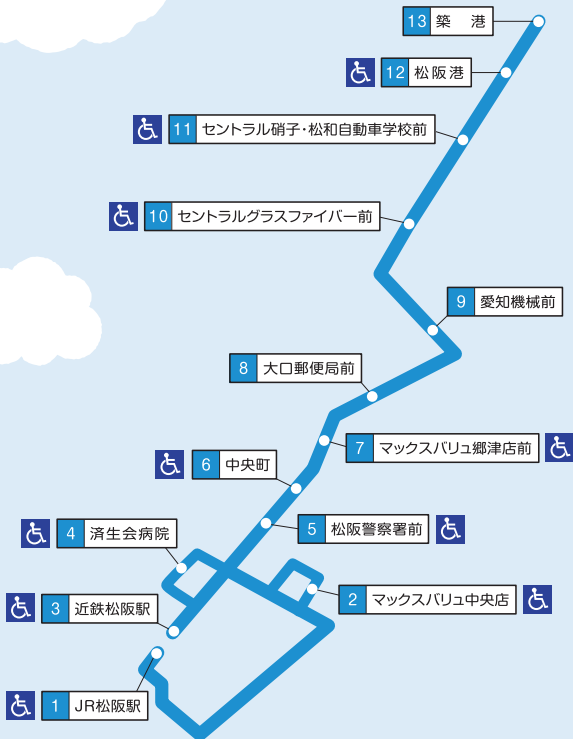 13 築 港
12 松阪港
11 セントラル硝子・松和自動車学校前
10 セントラルグラスファイバー前
9 愛知機械前
8 大口郵便局前
7 マックスバリュ郷津店前
6 中央町
5 松阪警察署前
4 済生会病院
2 マックスバリュ中央店
3 近鉄松阪駅
1 JR松阪駅